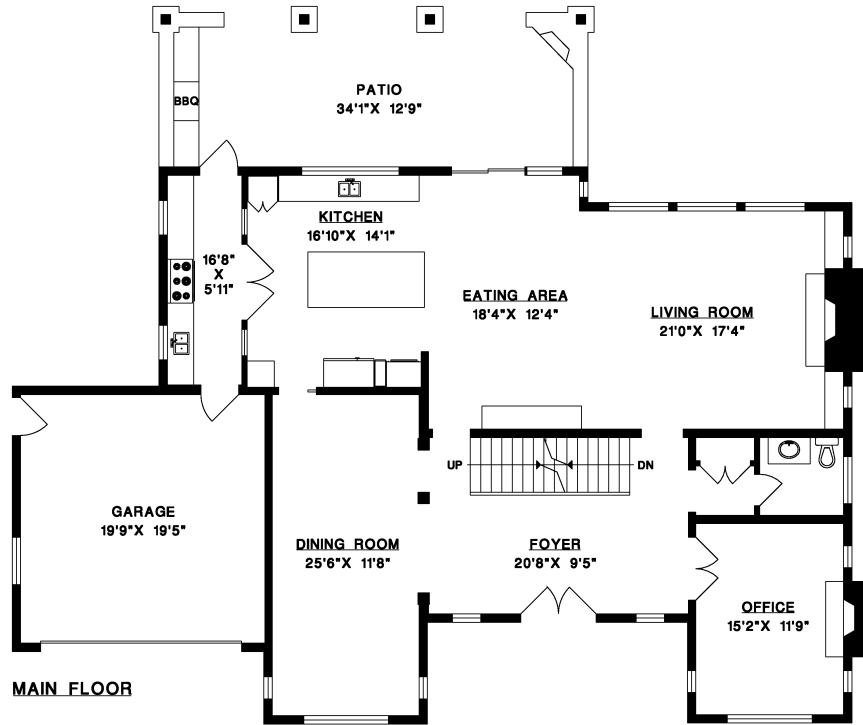 PATIO
34'1"X 12'9"
BBQ
KITCHEN
16'10"X 14'1"
16'8"
X
5'11"
EATING AREA
18'4"X 12'4"
LIVING ROOM
21'0"X 17'4"
UP
DN
GARAGE
19'9"X 19'5"
DINING ROOM
25'6"X 11'8"
FOYER
20'8"X 9'5"
OFFICE
15'2"X 11'9"
MAIN FLOOR